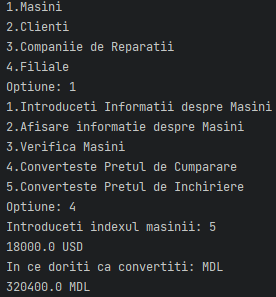 1.Masini
2.Clienti
3.Companiie de Reparatii
4.Filiale
Optiune: 1
1.Introduceti Informatii despre Masini
2.Afisare informatie despre Masini
3.Verifica Masini
4.Converteste Pretul de Cumparare
5.Converteste Pretul de Inchiriere
Optiune: 4
Introduceti indexul masinii: 5
18000.0 USD
In ce doriti ca convertiti: MDL
320400.0 MDL